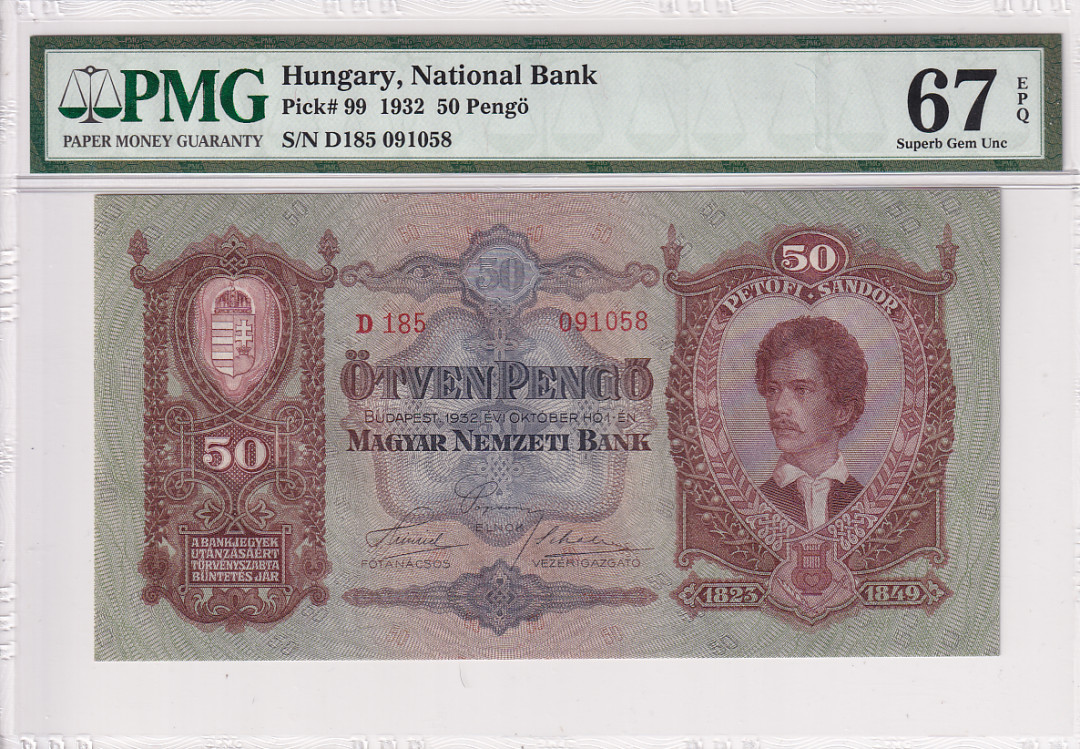 PMG
PAPER MONEY GUARANTY
Hungary, National Bank
Pick# 99 1932 50 Pengö
S/N D185 091058
67
EPQ
Superb Gem Unc
50
50
PETŐFI • SÁNDOR
D 185 091058
ÖTVEN PENGŐ
BUDAPEST, 1932. ÉVI OKTÓBER HÓ 1-ÉN
MAGYAR NEMZETI BANK
50
ELNÖK
FŐTANÁCSOS
VEZÉRIGAZGATÓ
A BANKJEGYEK
UTÁNZÁSÁÉRT
TÖRVÉNYSZABTA
BÜNTETÉS JÁR
1823 1849